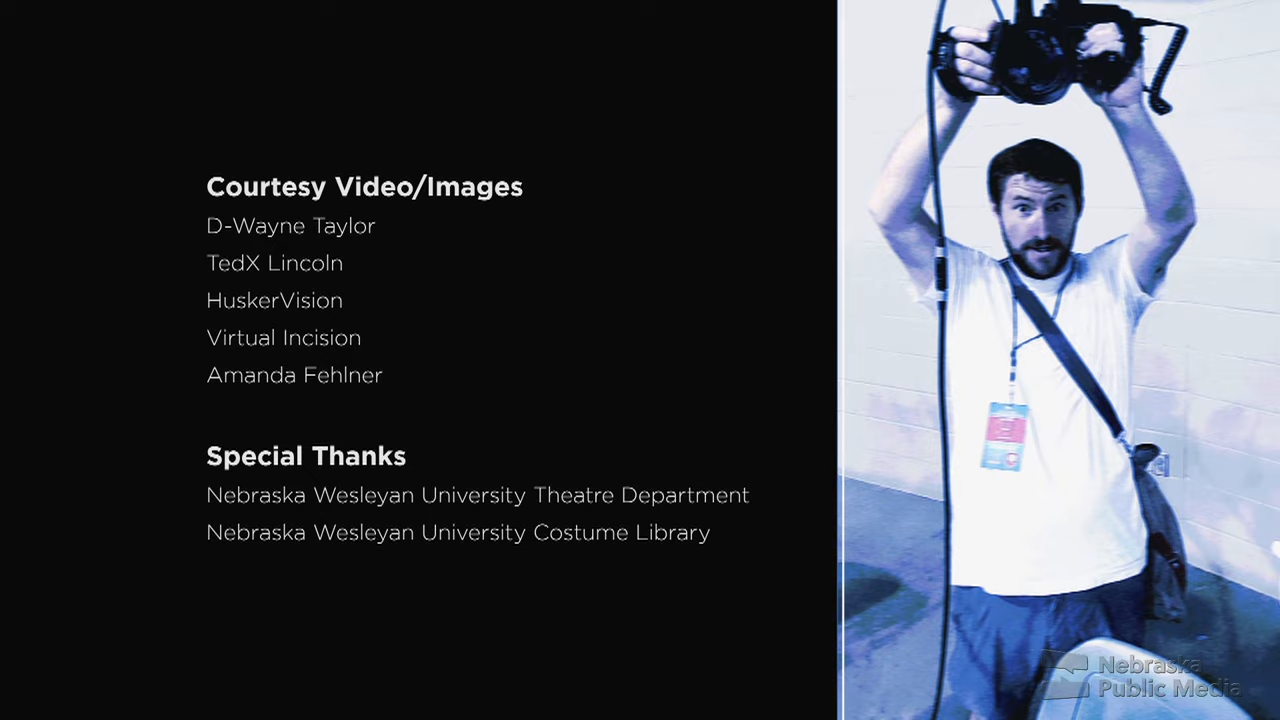 Courtesy Video/Images
D-Wayne Taylor
TedX Lincoln
HuskerVision
Virtual Incision
Amanda Fehlner
Special Thanks
Nebraska Wesleyan University Theatre Department
Nebraska Wesleyan University Costume Library
Nebraska
Public Media